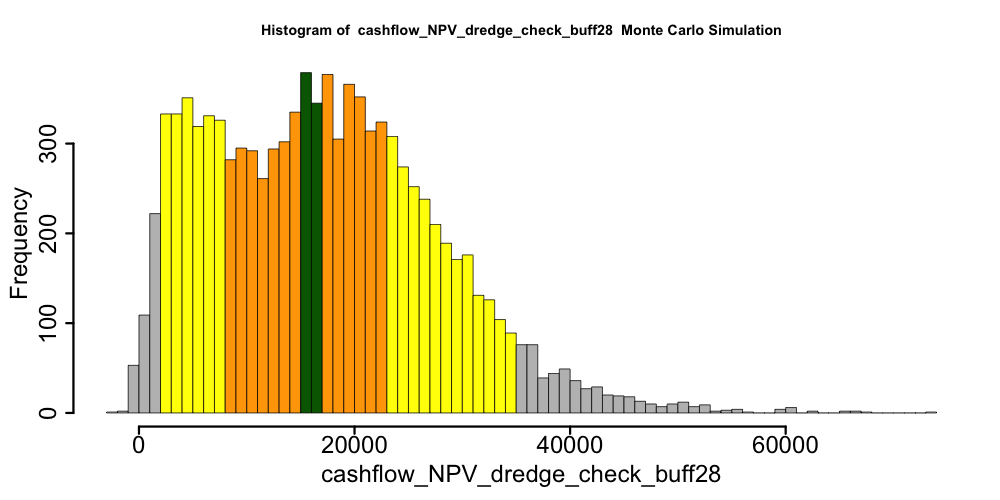 Histogram of  cashflow_NPV_dredge_check_buff28  Monte Carlo Simulation
Frequency
300
200
100
0
0 20000 40000 60000
cashflow_NPV_dredge_check_buff28